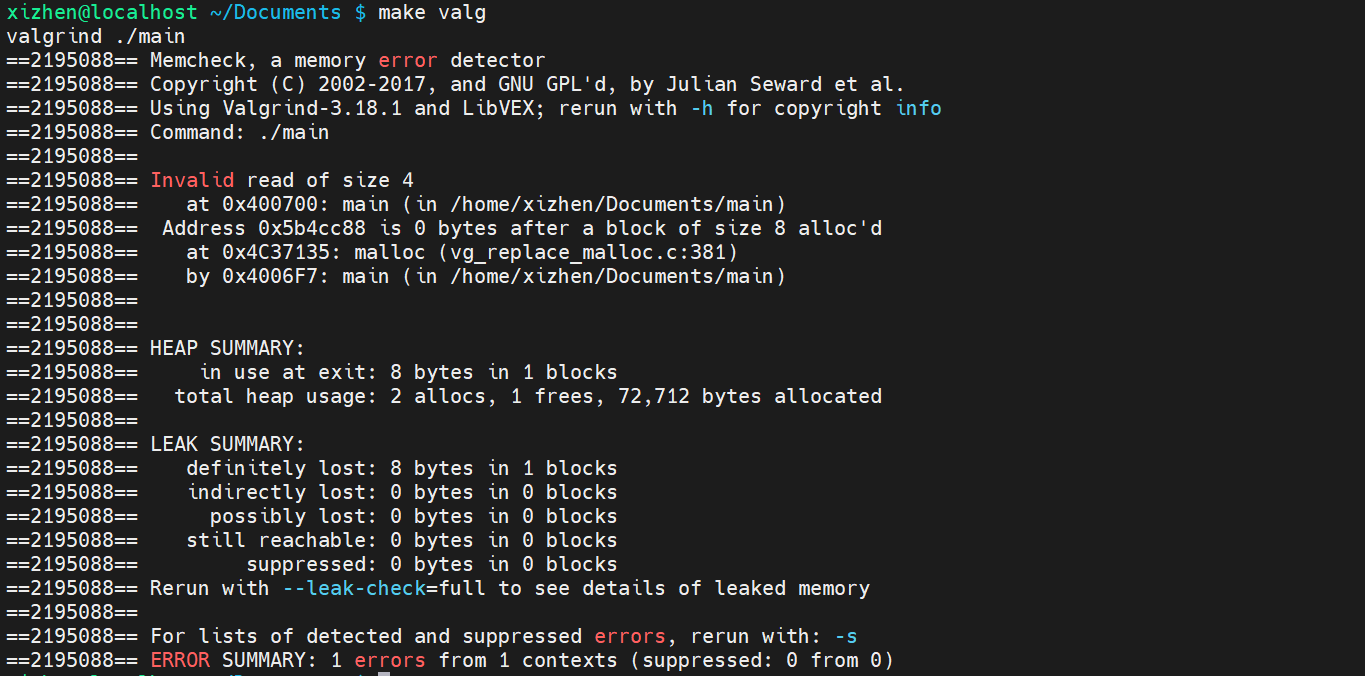 xizhen@localhost ~/Documents $ make valg
valgrind ./main
==2195088== Memcheck, a memory error detector
==2195088== Copyright (C) 2002-2017, and GNU GPL'd, by Julian Seward et al.
==2195088== Using Valgrind-3.18.1 and LibVEX; rerun with -h for copyright info
==2195088== Command: ./main
==2195088==
==2195088== Invalid read of size 4
==2195088==    at 0x400700: main (in /home/xizhen/Documents/main)
==2195088==  Address 0x5b4cc88 is 0 bytes after a block of size 8 alloc'd
==2195088==    at 0x4C37135: malloc (vg_replace_malloc.c:381)
==2195088==    by 0x4006F7: main (in /home/xizhen/Documents/main)
==2195088==
==2195088==
==2195088== HEAP SUMMARY:
==2195088==     in use at exit: 8 bytes in 1 blocks
==2195088==   total heap usage: 2 allocs, 1 frees, 72,712 bytes allocated
==2195088==
==2195088== LEAK SUMMARY:
==2195088==    definitely lost: 8 bytes in 1 blocks
==2195088==    indirectly lost: 0 bytes in 0 blocks
==2195088==      possibly lost: 0 bytes in 0 blocks
==2195088==    still reachable: 0 bytes in 0 blocks
==2195088==         suppressed: 0 bytes in 0 blocks
==2195088== Rerun with --leak-check=full to see details of leaked memory
==2195088==
==2195088== For lists of detected and suppressed errors, rerun with: -s
==2195088== ERROR SUMMARY: 1 errors from 1 contexts (suppressed: 0 from 0)